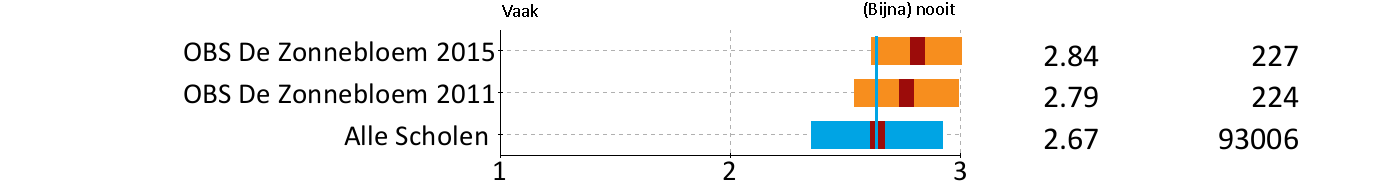 Vaak (Bijna) nooit
OBS De Zonnebloem 2015 2.84 227
OBS De Zonnebloem 2011 2.79 224
Alle Scholen 2.67 93006
1 2 3